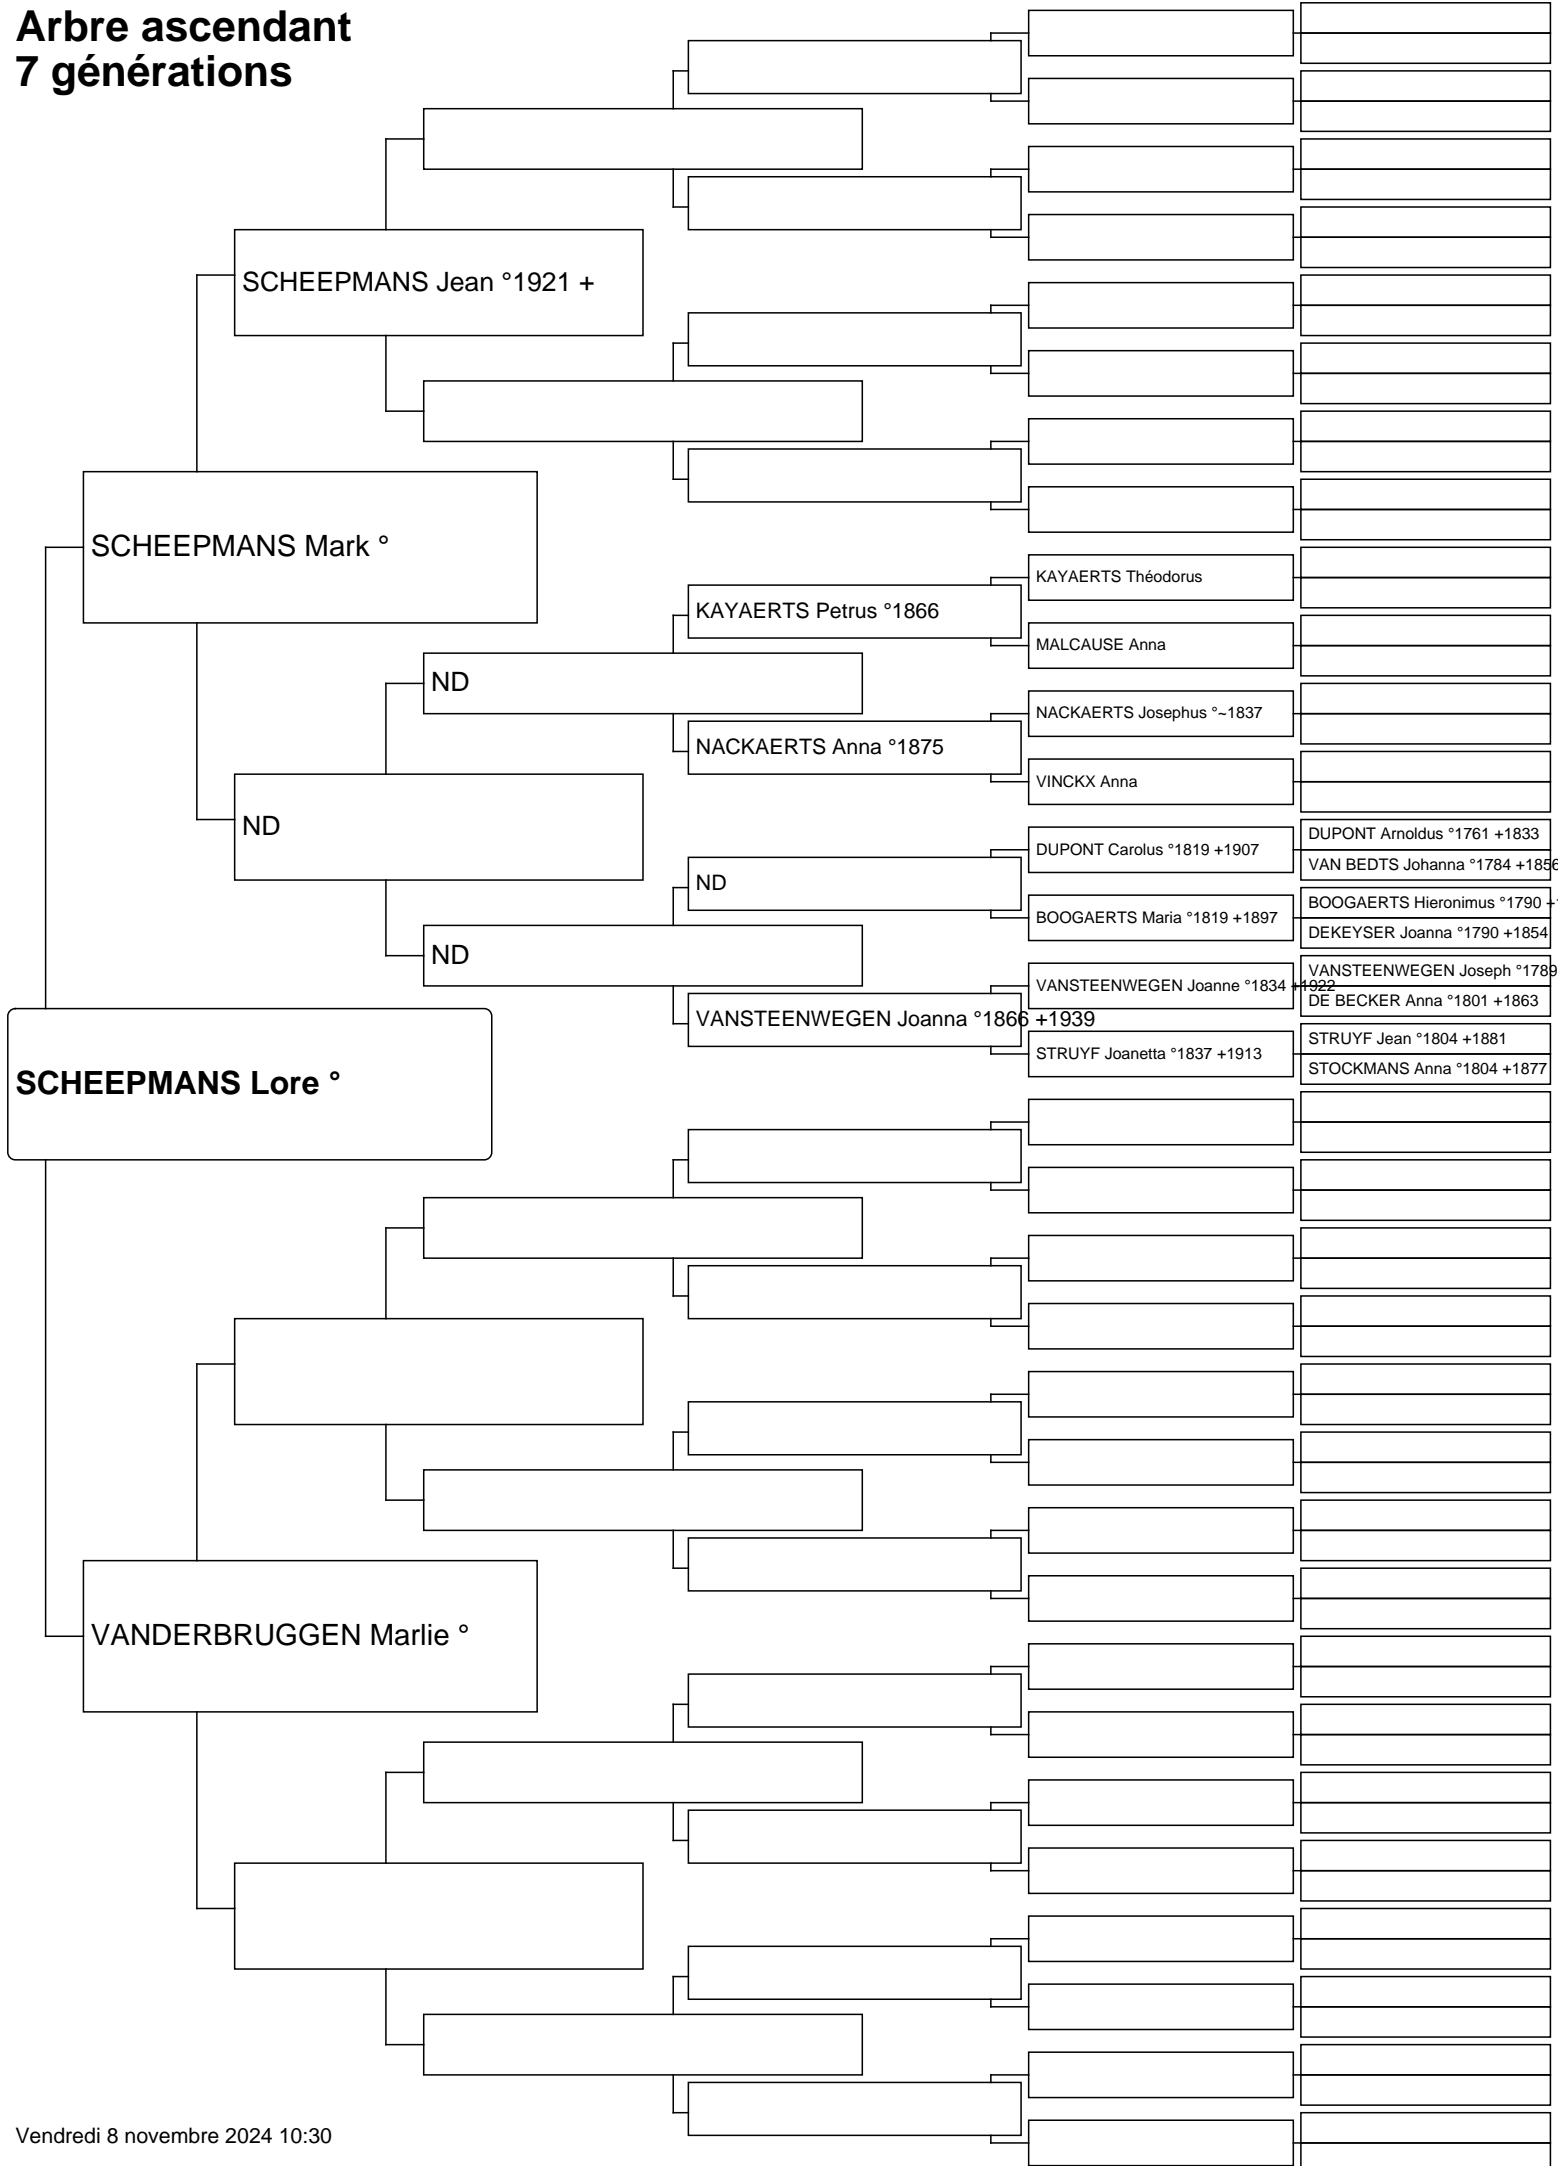 Arbre ascendant
7 générations
SCHEEPMANS Jean °1921 +
SCHEEPMANS Mark °
KAYAERTS Théodorus
KAYAERTS Petrus °1866
MALCAUSE Anna
ND
NACKAERTS Josephus °~1837
NACKAERTS Anna °1875
VINCKX Anna
ND
DUPONT Arnoldus °1761 +1833
DUPONT Carolus °1819 +1907
VAN BEDTS Johanna °1784 +1856
ND
BOOGAERTS Hieronimus °1790 +
BOOGAERTS Maria °1819 +1897
DEKEYSER Joanna °1790 +1854
ND
VANSTEENWEGEN Joseph °1789
VANSTEENWEGEN Joanne °1834 +1922
DE BECKER Anna °1801 +1863
VANSTEENWEGEN Joanna °1866 +1939
STRUYF Jean °1804 +1881
STRUYF Joanetta °1837 +1913
STOCKMANS Anna °1804 +1877
SCHEEPMANS Lore °
VANDERBRUGGEN Marlie °
Vendredi 8 novembre 2024 10:30